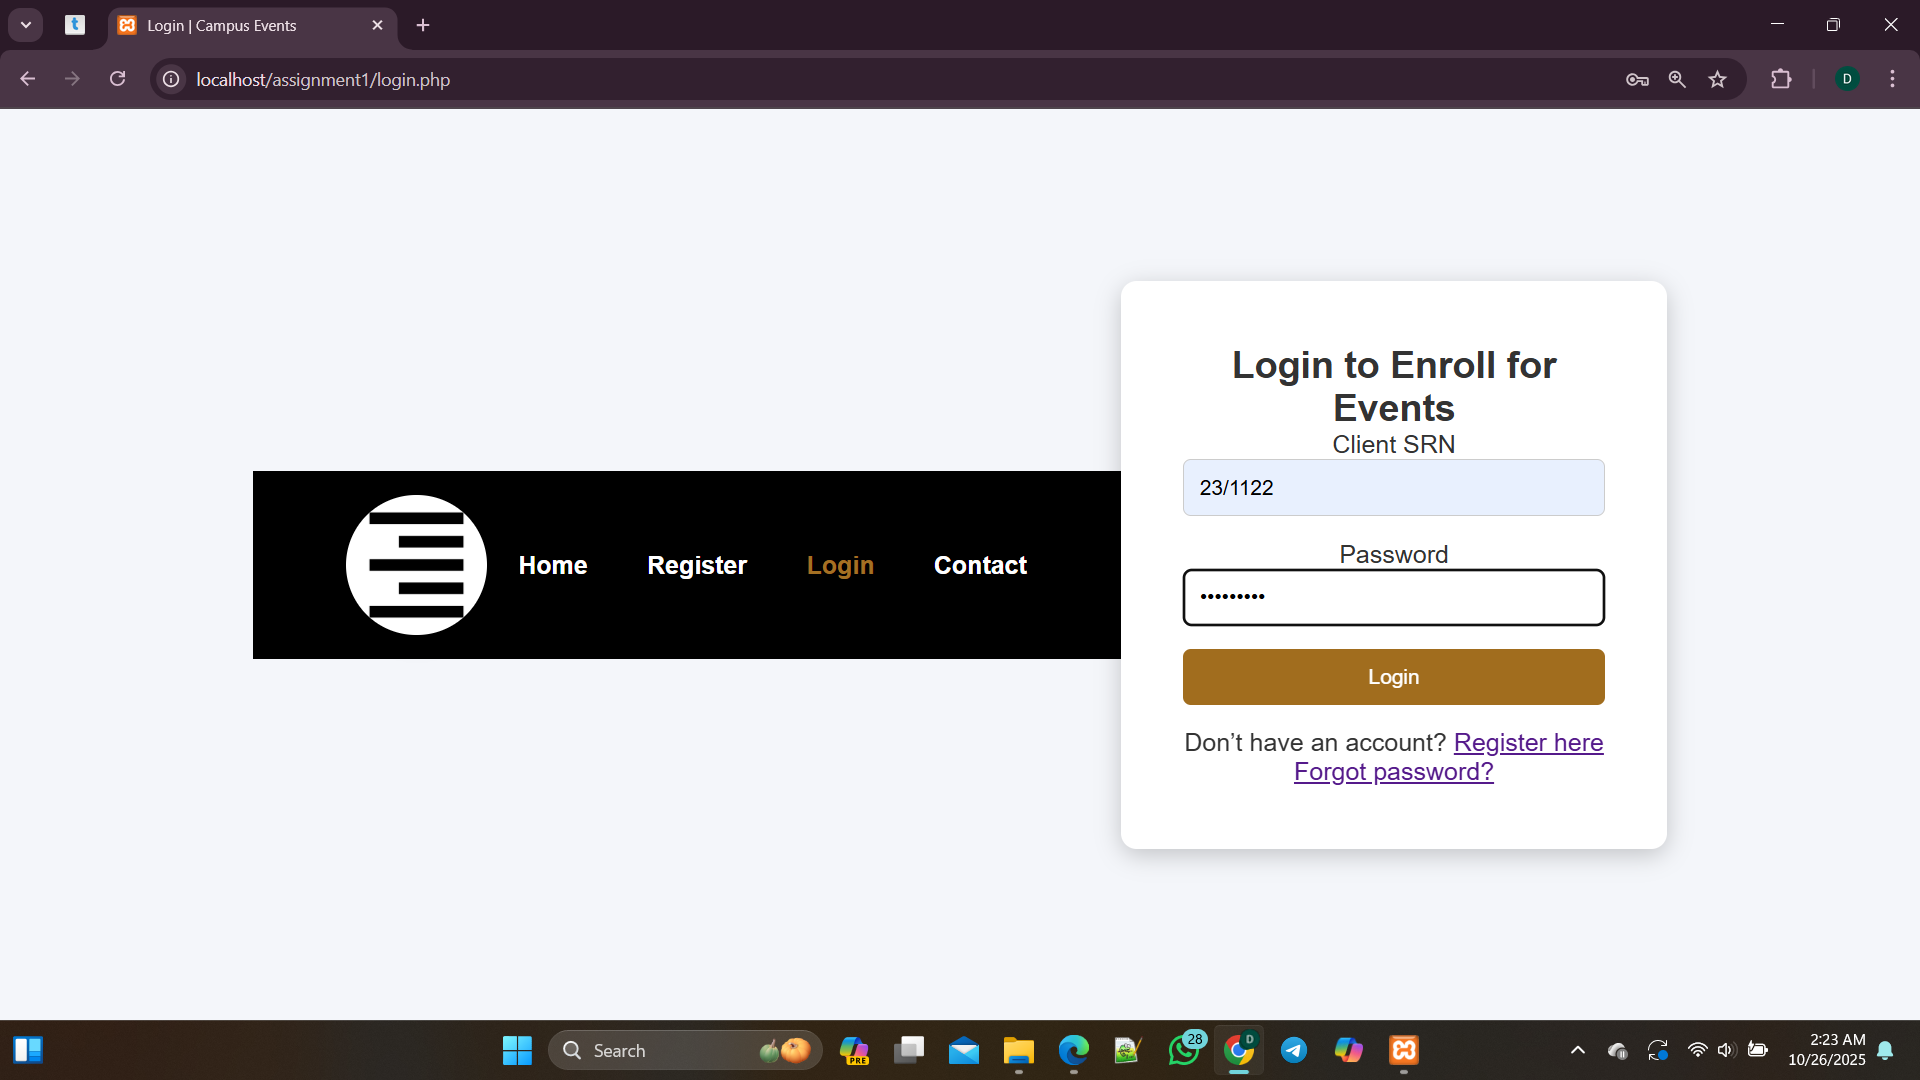 Login | Campus Events
localhost/assignment1/login.php
D
Home Register Login Contact
Login to Enroll for
Events
Client SRN
23/1122
Password
•••••••••
Login
Don’t have an account? Register here
Forgot password?
Search
PRE
28
D
2:23 AM
10/26/2025